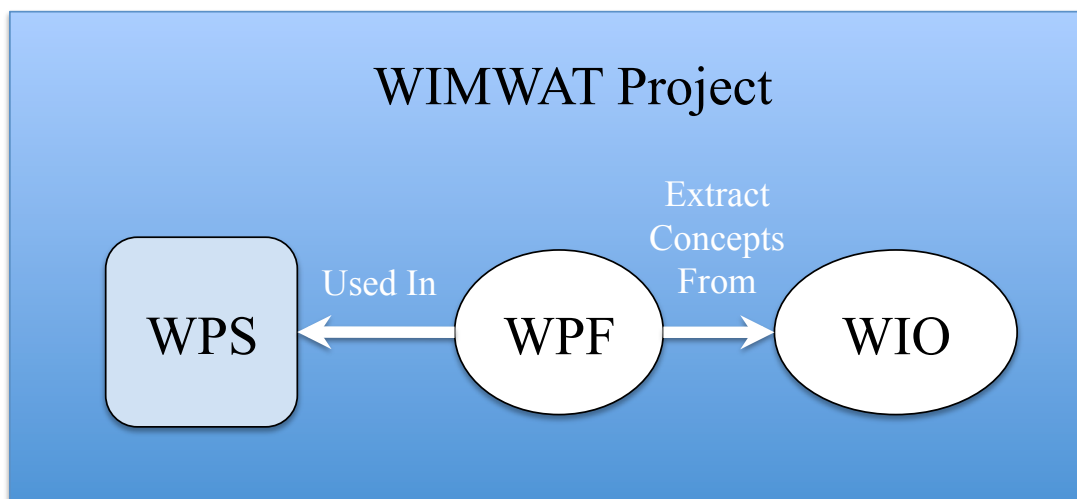 WIMWAT Project
Extract
Concepts
From
Used In
WPS
WPF
WIO